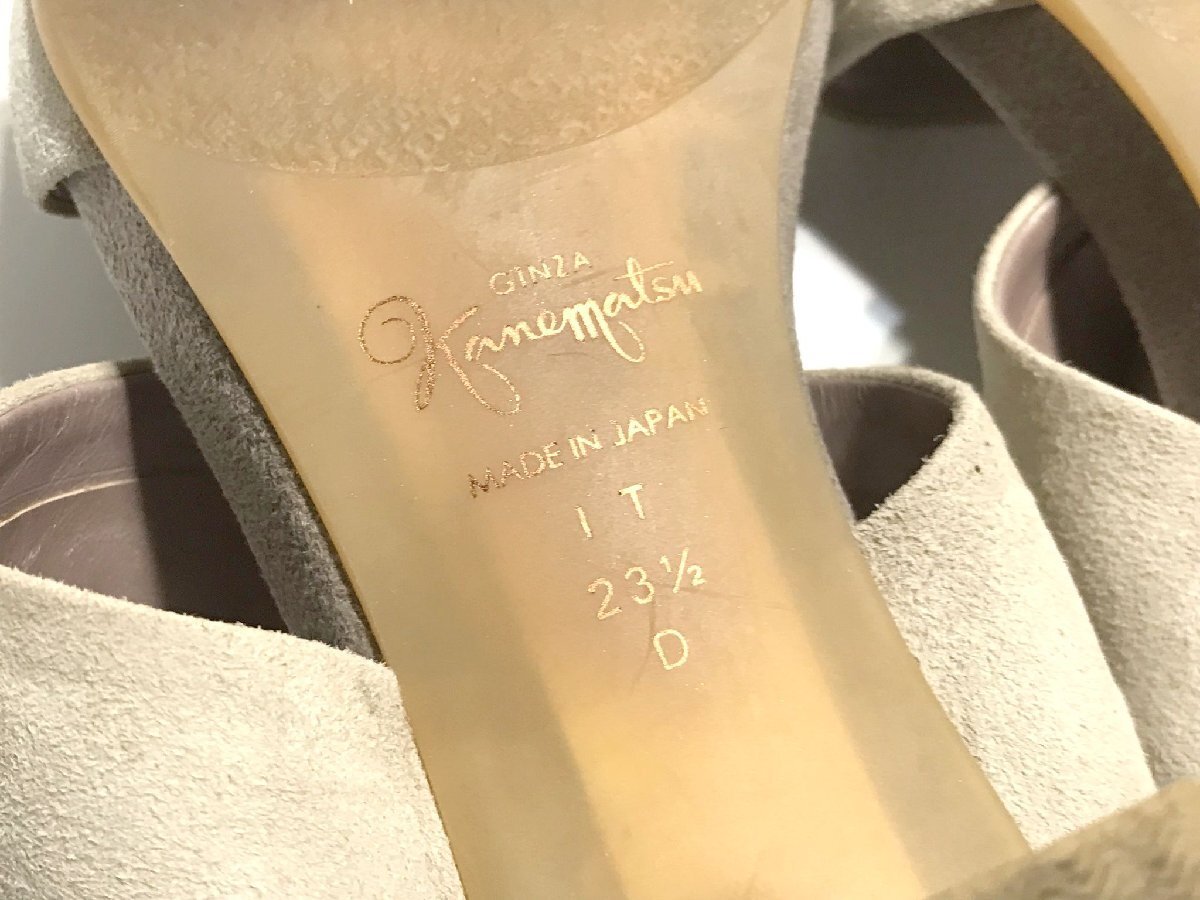 GINZA
Kanematsu
MADE IN JAPAN
I T
23½
D